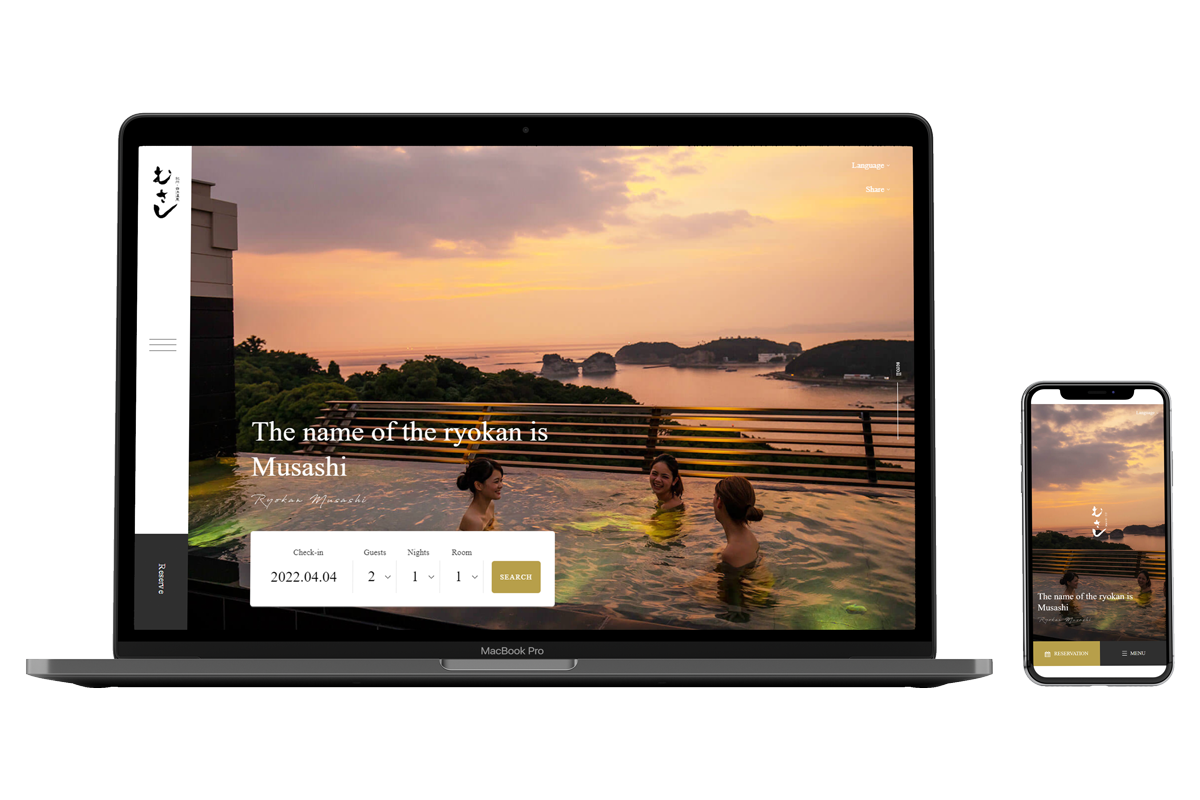 むさし
Language
Share
The name of the ryokan is
Musashi
Ryokan Musashi
Check-in
Guests
Nights
Room
2022.04.04
2
1
1
SEARCH
Reserve
MacBook Pro
Language
むさし
The name of the ryokan is
Musashi
Ryokan Musashi
RESERVATION
MENU